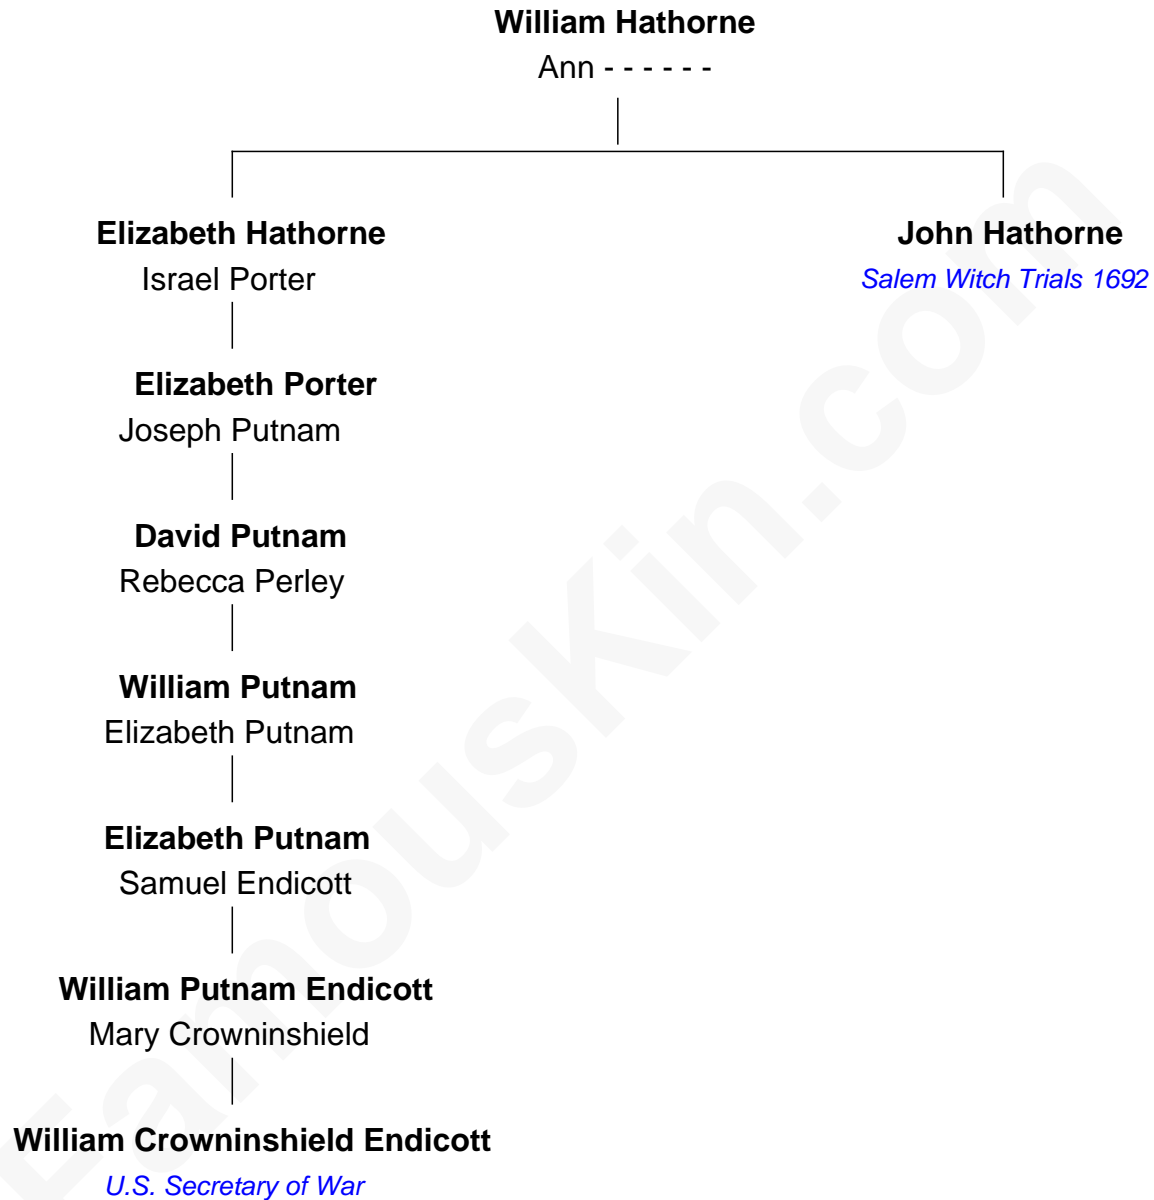 William Hathorne
Ann - - - - - -
Elizabeth Hathorne
Israel Porter
John Hathorne
Salem Witch Trials 1692
Elizabeth Porter
Joseph Putnam
David Putnam
Rebecca Perley
William Putnam
Elizabeth Putnam
Elizabeth Putnam
Samuel Endicott
William Putnam Endicott
Mary Crowninshield
William Crowninshield Endicott
U.S. Secretary of War
FamousKin.com